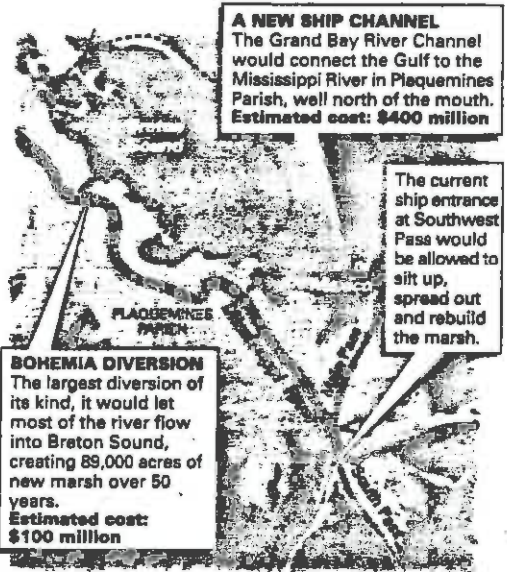 A NEW SHIP CHANNEL
The Grand Bay River Channel
would connect the Gulf to the
Mississippi River in Plaquemines
Parish, well north of the mouth.
Estimated cost: $400 million
Sound
The current
ship entrance
at Southwest
Pass would
be allowed to
silt up,
spread out
and rebuild
the marsh.
PLAQUEMINES
PARISH
BOHEMIA DIVERSION
The largest diversion of
its kind, it would let
most of the river flow
into Breton Sound,
creating 89,000 acres of
new marsh over 50
years.
Estimated cost:
$100 million
South Pass